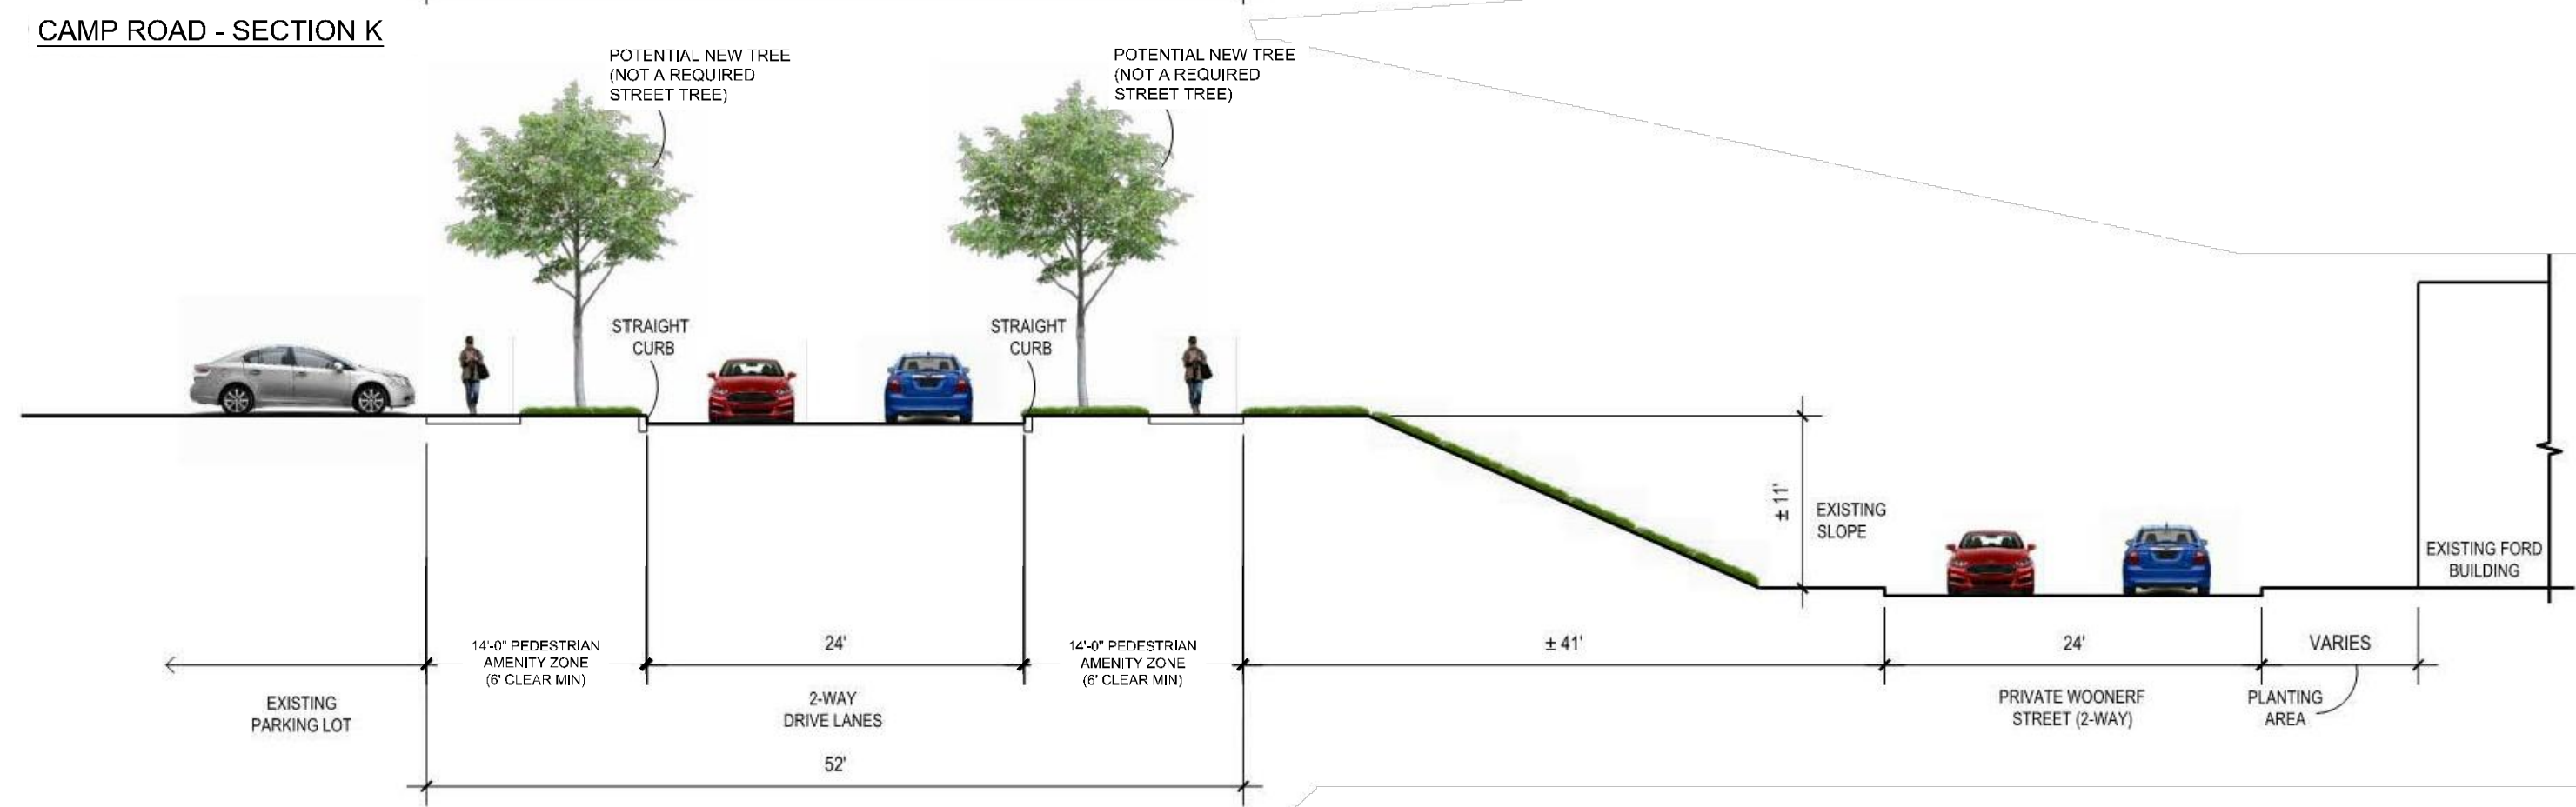 CAMP ROAD - SECTION K
POTENTIAL NEW TREE
(NOT A REQUIRED
STREET TREE)
POTENTIAL NEW TREE
(NOT A REQUIRED
STREET TREE)
STRAIGHT
CURB
STRAIGHT
CURB
± 11'
EXISTING
SLOPE
EXISTING FORD
BUILDING
14'-0" PEDESTRIAN
AMENITY ZONE
(6' CLEAR MIN)
24'
14'-0" PEDESTRIAN
AMENITY ZONE
(6' CLEAR MIN)
± 41'
24'
VARIES
EXISTING
PARKING LOT
2-WAY
DRIVE LANES
PRIVATE WOONERF
STREET (2-WAY)
PLANTING
AREA
52'